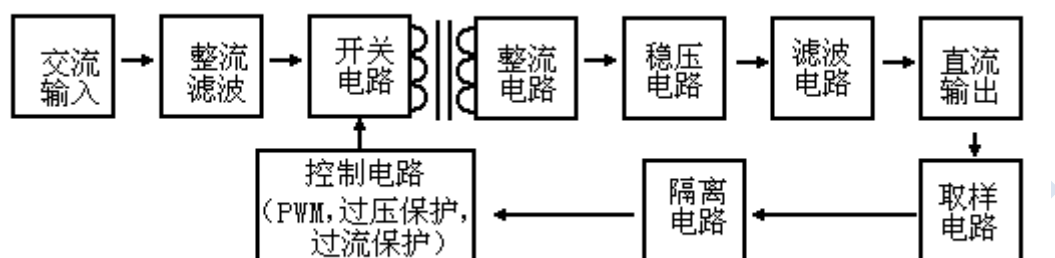 交流
输入
整流
滤波
开关
电路
整流
电路
稳压
电路
滤波
电路
直流
输出
控制电路
(PWM,过压保护,
过流保护)
隔离
电路
取样
电路